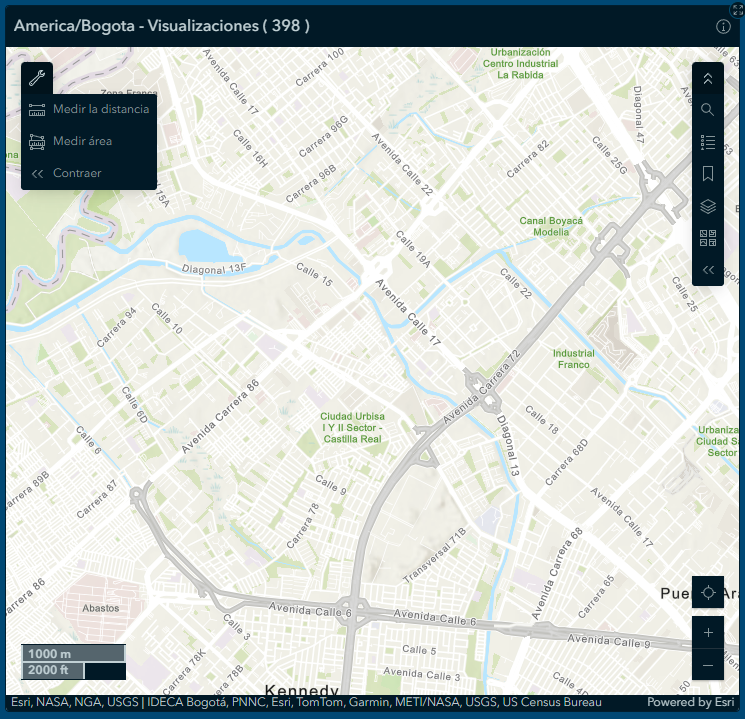 America/Bogota - Visualizaciones ( 398 )
Urbanización
Centro Industrial
La Rabida
Carrera 100
Avenida Calle 17
Zona Franca
Medir la distancia
Medir área
Contraer
Calle 16H
Carrera 96G
Carrera 96B
Avenida Calle 22
Carrera 82
Diagonal 47
Calle 25G
15A
Canal Boyacá
Modelia
Calle 19A
Diagonal 13F
Calle 15
Calle 22
Calle 25
Carrera 94
Calle 10
Avenida Calle 17
Industrial
Franco
Avenida Carrera 72
Avenida Carrera 86
Calle 6D
Ciudad Urbisa
I Y II Sector -
Castilla Real
Calle 18
Diagonal 13
Calle 6
Urbaniza
Ciudad Sa
Sector
Carrera 68D
Carrera 89B
Carrera 87
Calle 9
Carrera 78
Avenida Calle 17
Transversal 71B
Avenida Carrera 68
Carrera 65
Carrera 86
Abastos
Avenida Calle 6
Avenida Calle 6
Avenida Calle 9
Calle 3
Calle 5
Avenida Calle 3
Carrera 78K
Carrera 78B
Kennedy
1000 m
2000 ft
Esri, NASA, NGA, USGS | IDECA Bogotá, PNNC, Esri, TomTom, Garmin, METI/NASA, USGS, US Census Bureau
Powered by Esri